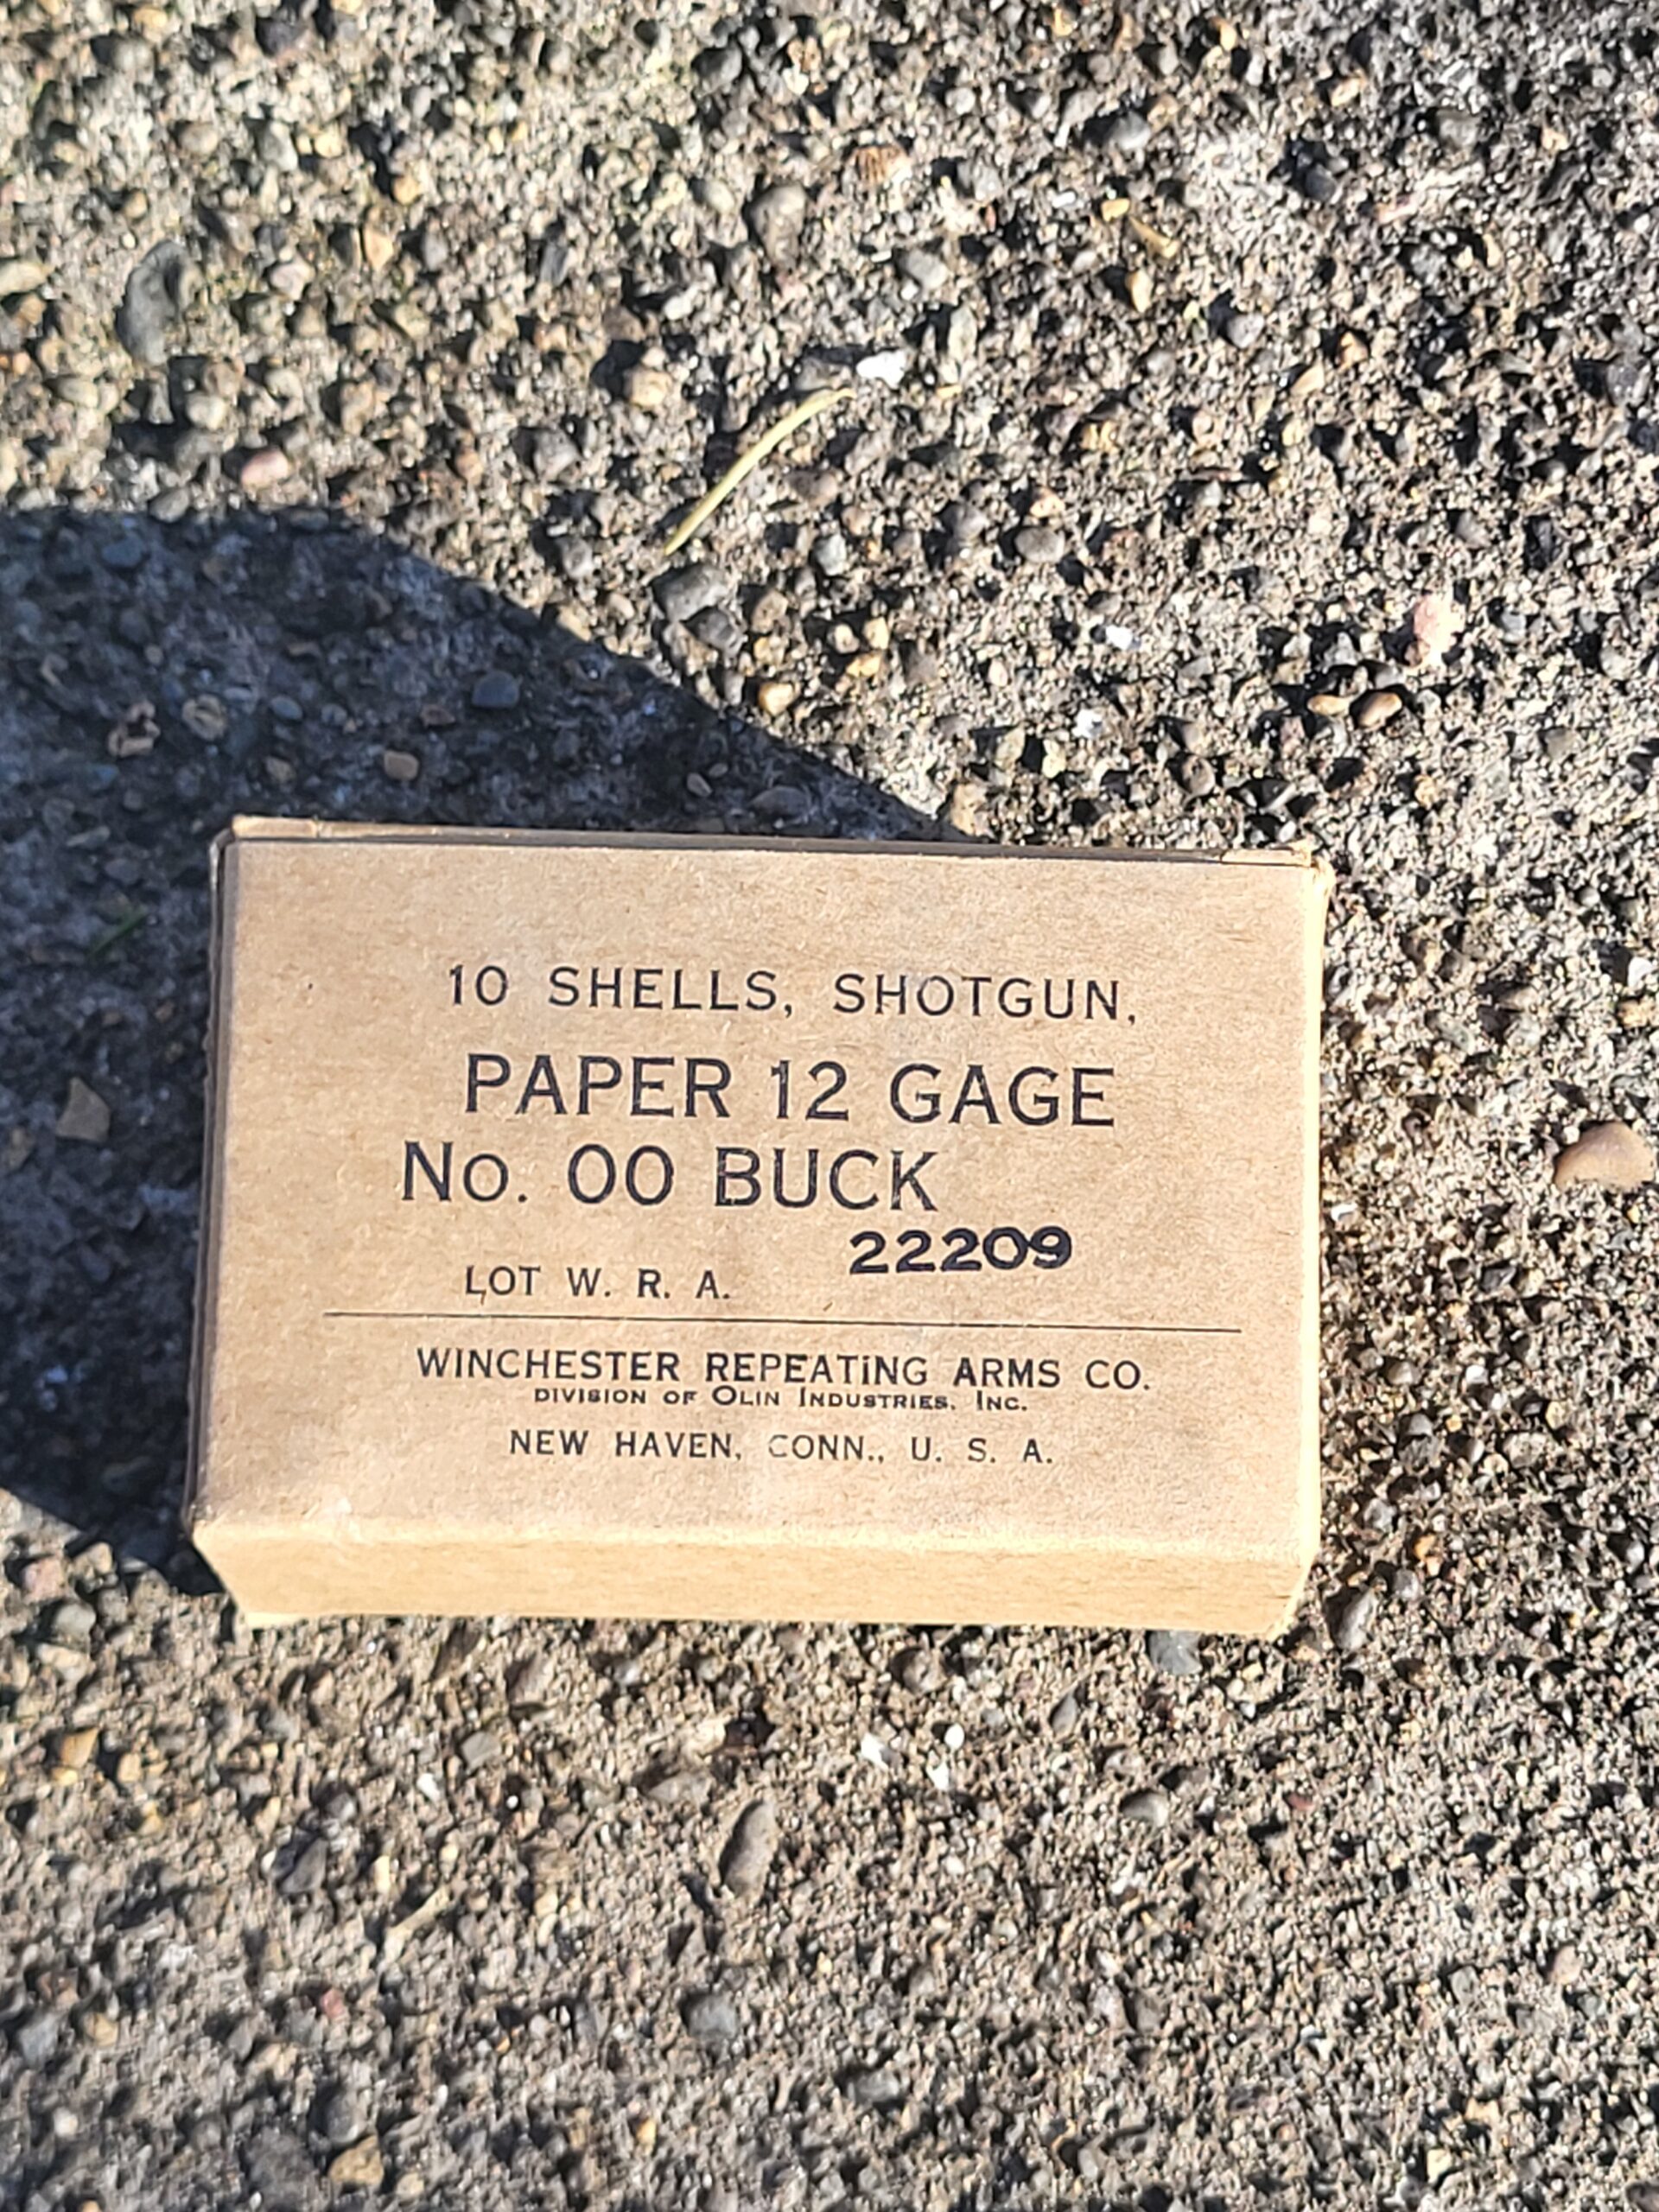 10 SHELLS, SHOTGUN,
PAPER 12 GAGE
No. 00 BUCK
22209
LOT W. R. A.
WINCHESTER REPEATING ARMS CO.
DIVISION OF OLIN INDUSTRIES, INC.
NEW HAVEN, CONN., U. S. A.